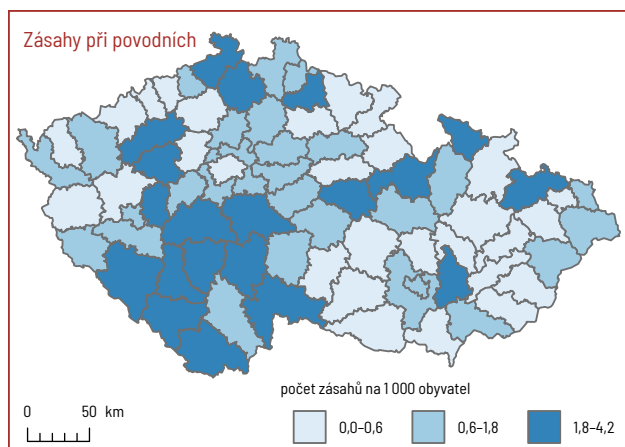 Zásahy při povodních
počet zásahů na 1 000 obyvatel
0 50 km
0,0–0,6 0,6–1,8 1,8–4,2